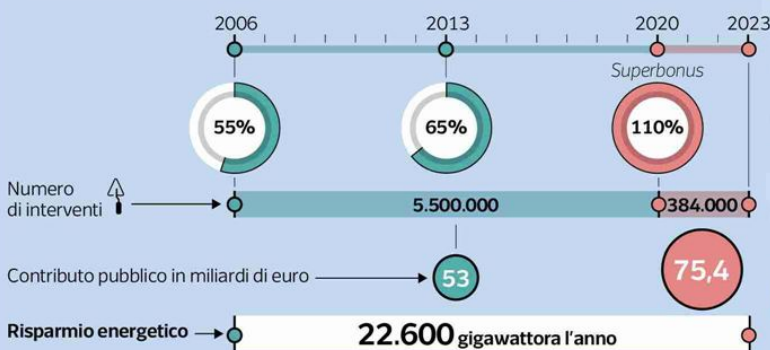 2006 2013 2020 2023
Superbonus
55% 65% 110%
Numero
di interventi
5.500.000 384.000
Contributo pubblico in miliardi di euro 53 75,4
Risparmio energetico 22.600 gigawattora l'anno